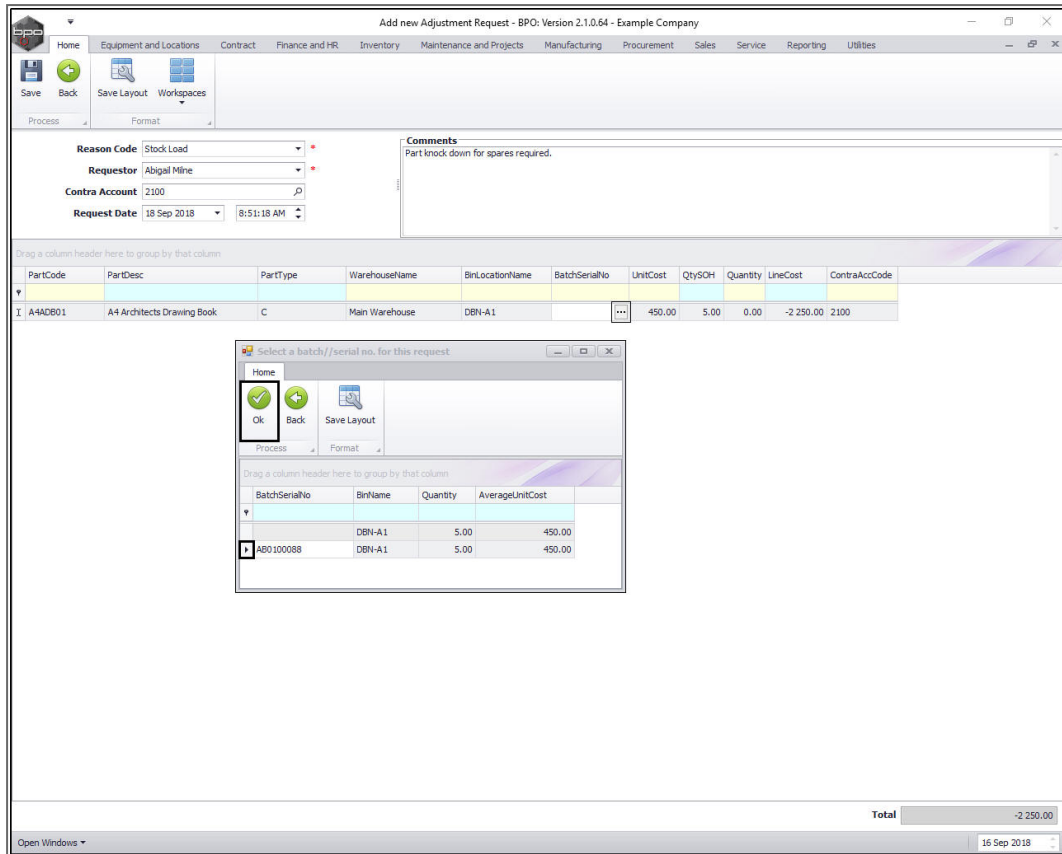 Add new Adjustment Request - BPO: Version 2.1.0.64 - Example Company
bpo
Home Equipment and Locations Contract Finance and HR Inventory Maintenance and Projects Manufacturing Procurement Sales Service Reporting Utilities
Save Back Save Layout Workspaces
Process Format
Reason Code Stock Load *
Requestor Abigail Milne *
Contra Account 2100
Request Date 18 Sep 2018 8:51:18 AM
Comments
Part knock down for spares required.
Drag a column header here to group by that column
PartCode PartDesc PartType WarehouseName BinLocationName BatchSerialNo UnitCost QtySOH Quantity LineCost ContraAccCode
A4ADB01 A4 Architects Drawing Book C Main Warehouse DBN-A1 ... 450.00 5.00 0.00 -2 250.00 2100
Select a batch//serial no. for this request
Home
Ok Back Save Layout
Process Format
Drag a column header here to group by that column
BatchSerialNo BinName Quantity AverageUnitCost
DBN-A1 5.00 450.00
AB0100088 DBN-A1 5.00 450.00
Total -2 250.00
Open Windows 16 Sep 2018